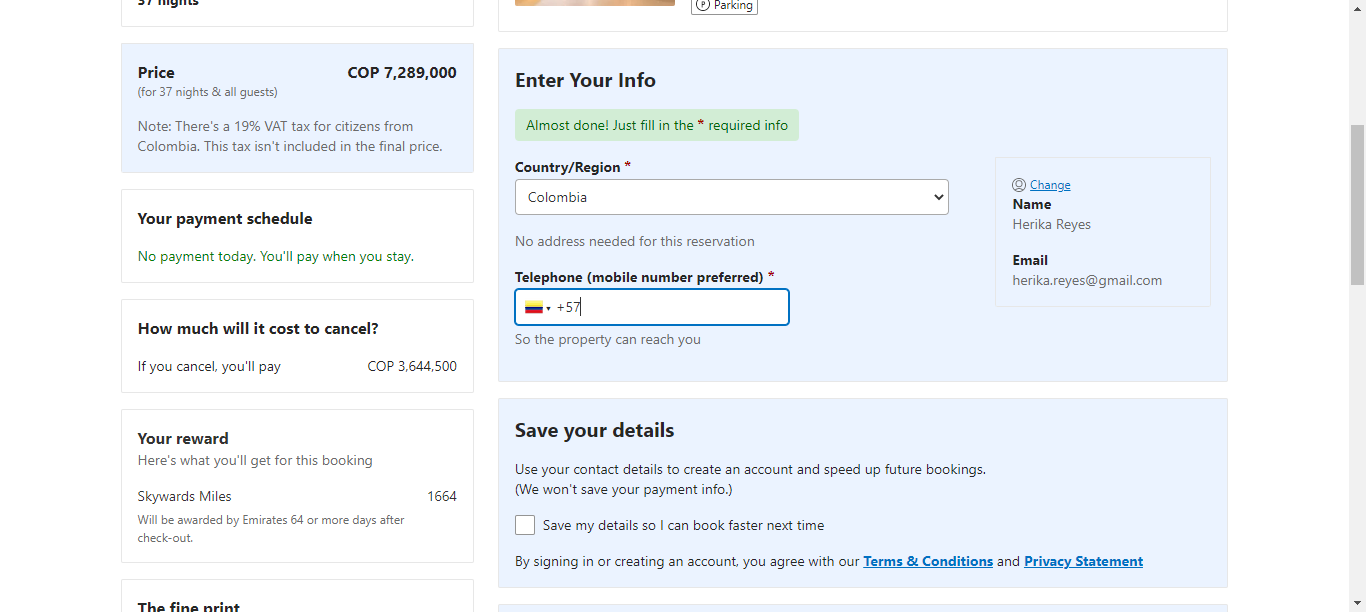 37 nights
Price COP 7,289,000
(for 37 nights & all guests)
Note: There's a 19% VAT tax for citizens from
Colombia. This tax isn't included in the final price.
Your payment schedule
No payment today. You'll pay when you stay.
How much will it cost to cancel?
If you cancel, you'll pay COP 3,644,500
Your reward
Here's what you'll get for this booking
Skywards Miles 1664
Will be awarded by Emirates 64 or more days after
check-out.
The fine print
P Parking
Enter Your Info
Almost done! Just fill in the * required info
Country/Region *
Colombia
No address needed for this reservation
Telephone (mobile number preferred) *
+57
So the property can reach you
Change
Name
Herika Reyes
Email
herika.reyes@gmail.com
Save your details
Use your contact details to create an account and speed up future bookings.
(We won't save your payment info.)
Save my details so I can book faster next time
By signing in or creating an account, you agree with our Terms & Conditions and Privacy Statement